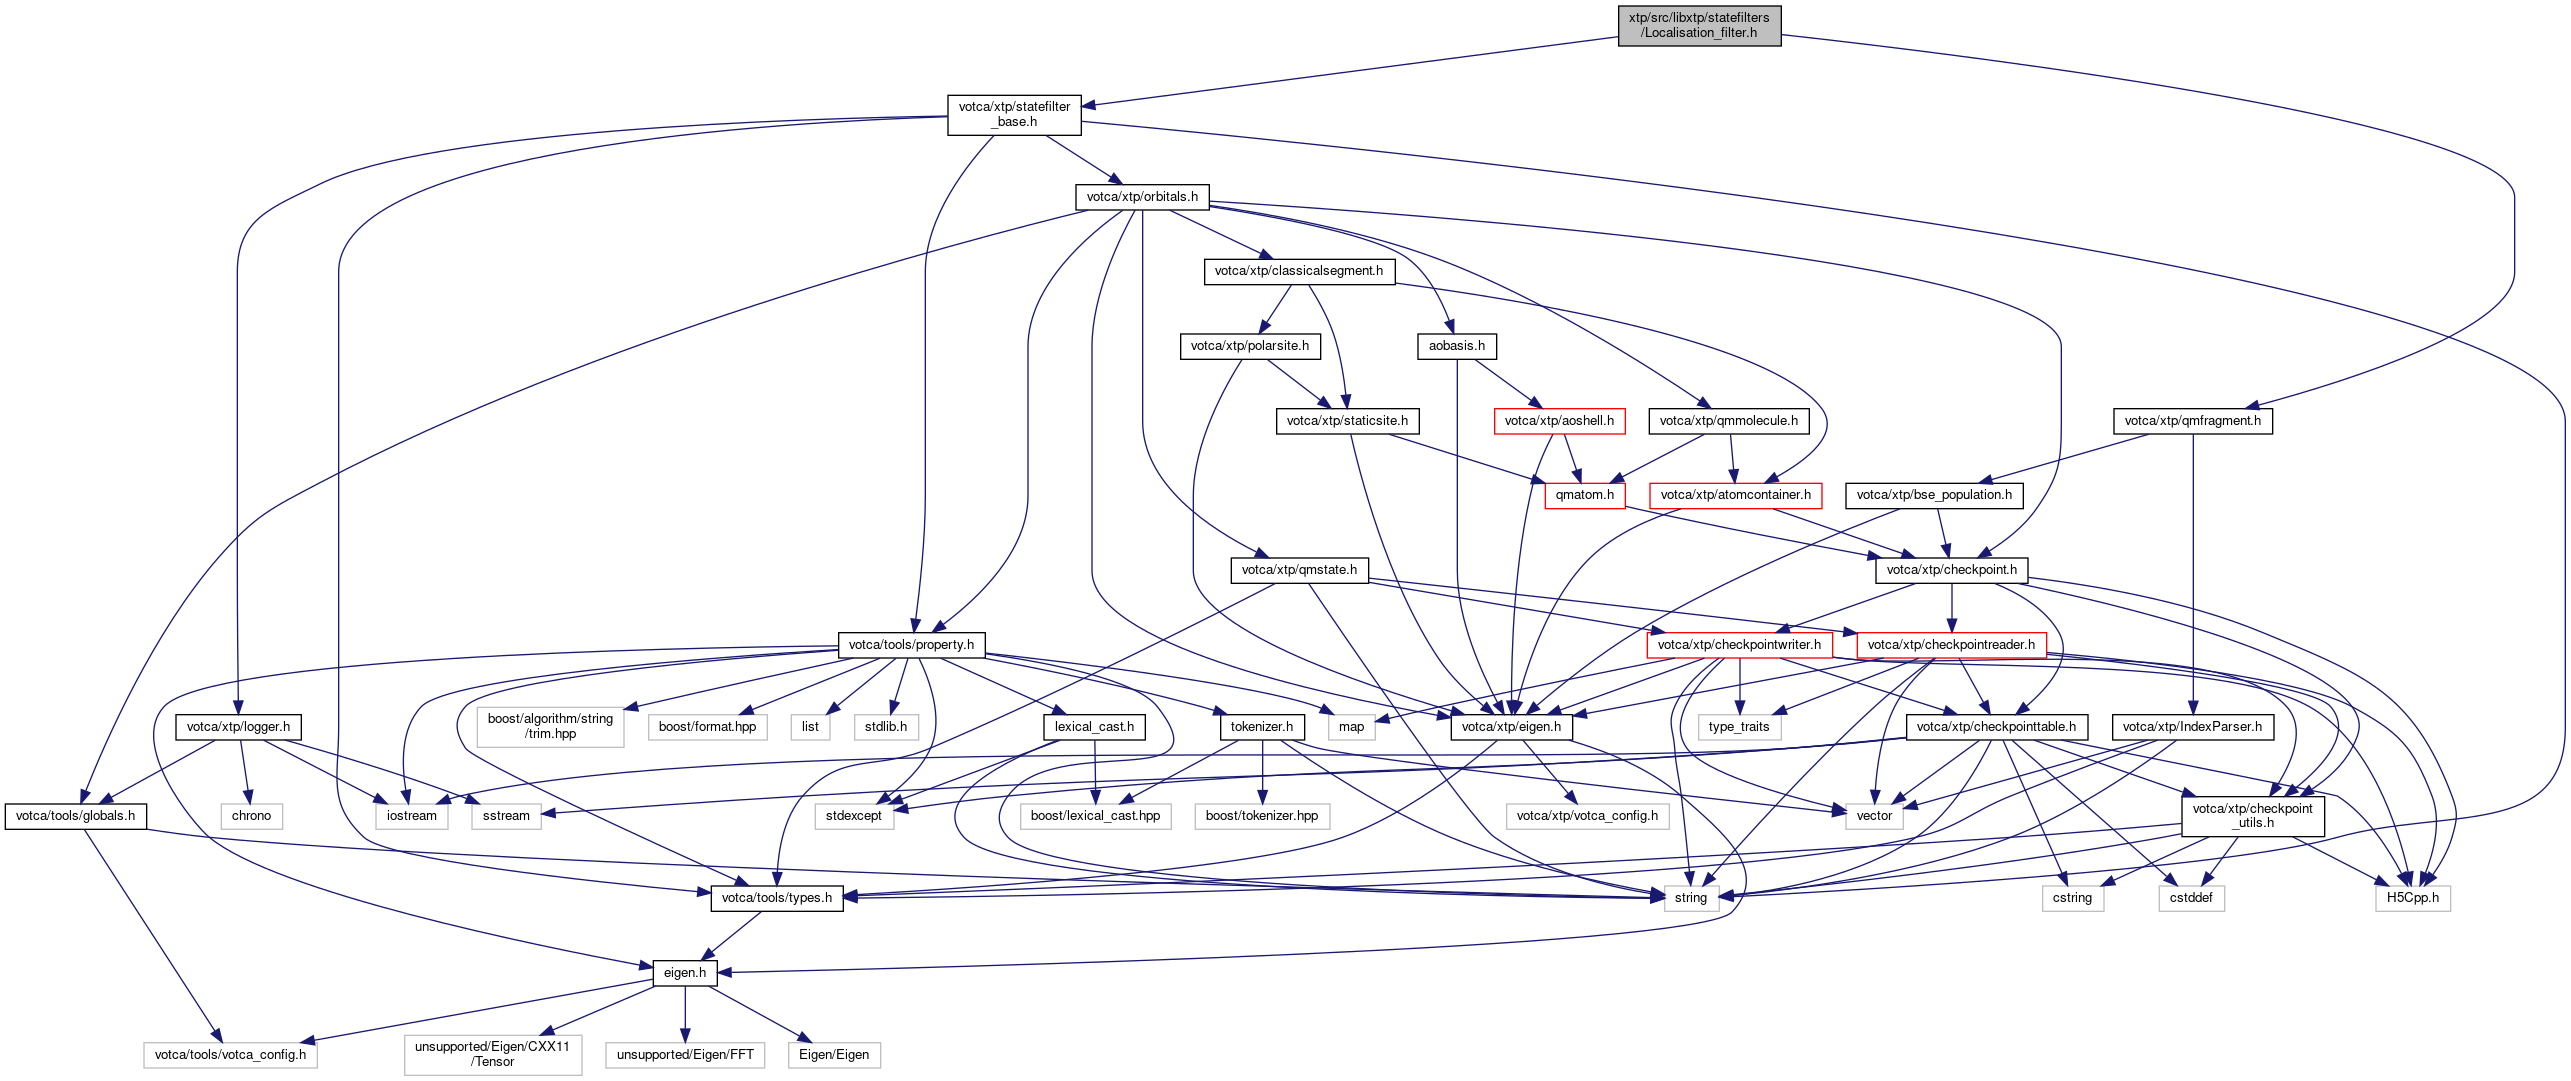 xtp/src/libxtp/statefilters
/Localisation_filter.h
votca/xtp/statefilter
_base.h
votca/xtp/orbitals.h
votca/xtp/classicalsegment.h
votca/xtp/polarsite.h
aobasis.h
votca/xtp/staticsite.h
votca/xtp/aoshell.h
votca/xtp/qmmolecule.h
votca/xtp/qmfragment.h
qmatom.h
votca/xtp/atomcontainer.h
votca/xtp/bse_population.h
votca/xtp/qmstate.h
votca/xtp/checkpoint.h
votca/tools/property.h
votca/xtp/checkpointwriter.h
votca/xtp/checkpointreader.h
votca/xtp/logger.h
boost/algorithm/string
/trim.hpp
boost/format.hpp
list
stdlib.h
lexical_cast.h
tokenizer.h
map
votca/xtp/eigen.h
type_traits
votca/xtp/checkpointtable.h
votca/xtp/IndexParser.h
votca/tools/globals.h
chrono
iostream
sstream
stdexcept
boost/lexical_cast.hpp
boost/tokenizer.hpp
votca/xtp/votca_config.h
vector
votca/xtp/checkpoint
_utils.h
votca/tools/types.h
string
cstring
cstddef
H5Cpp.h
eigen.h
votca/tools/votca_config.h
unsupported/Eigen/CXX11
/Tensor
unsupported/Eigen/FFT
Eigen/Eigen